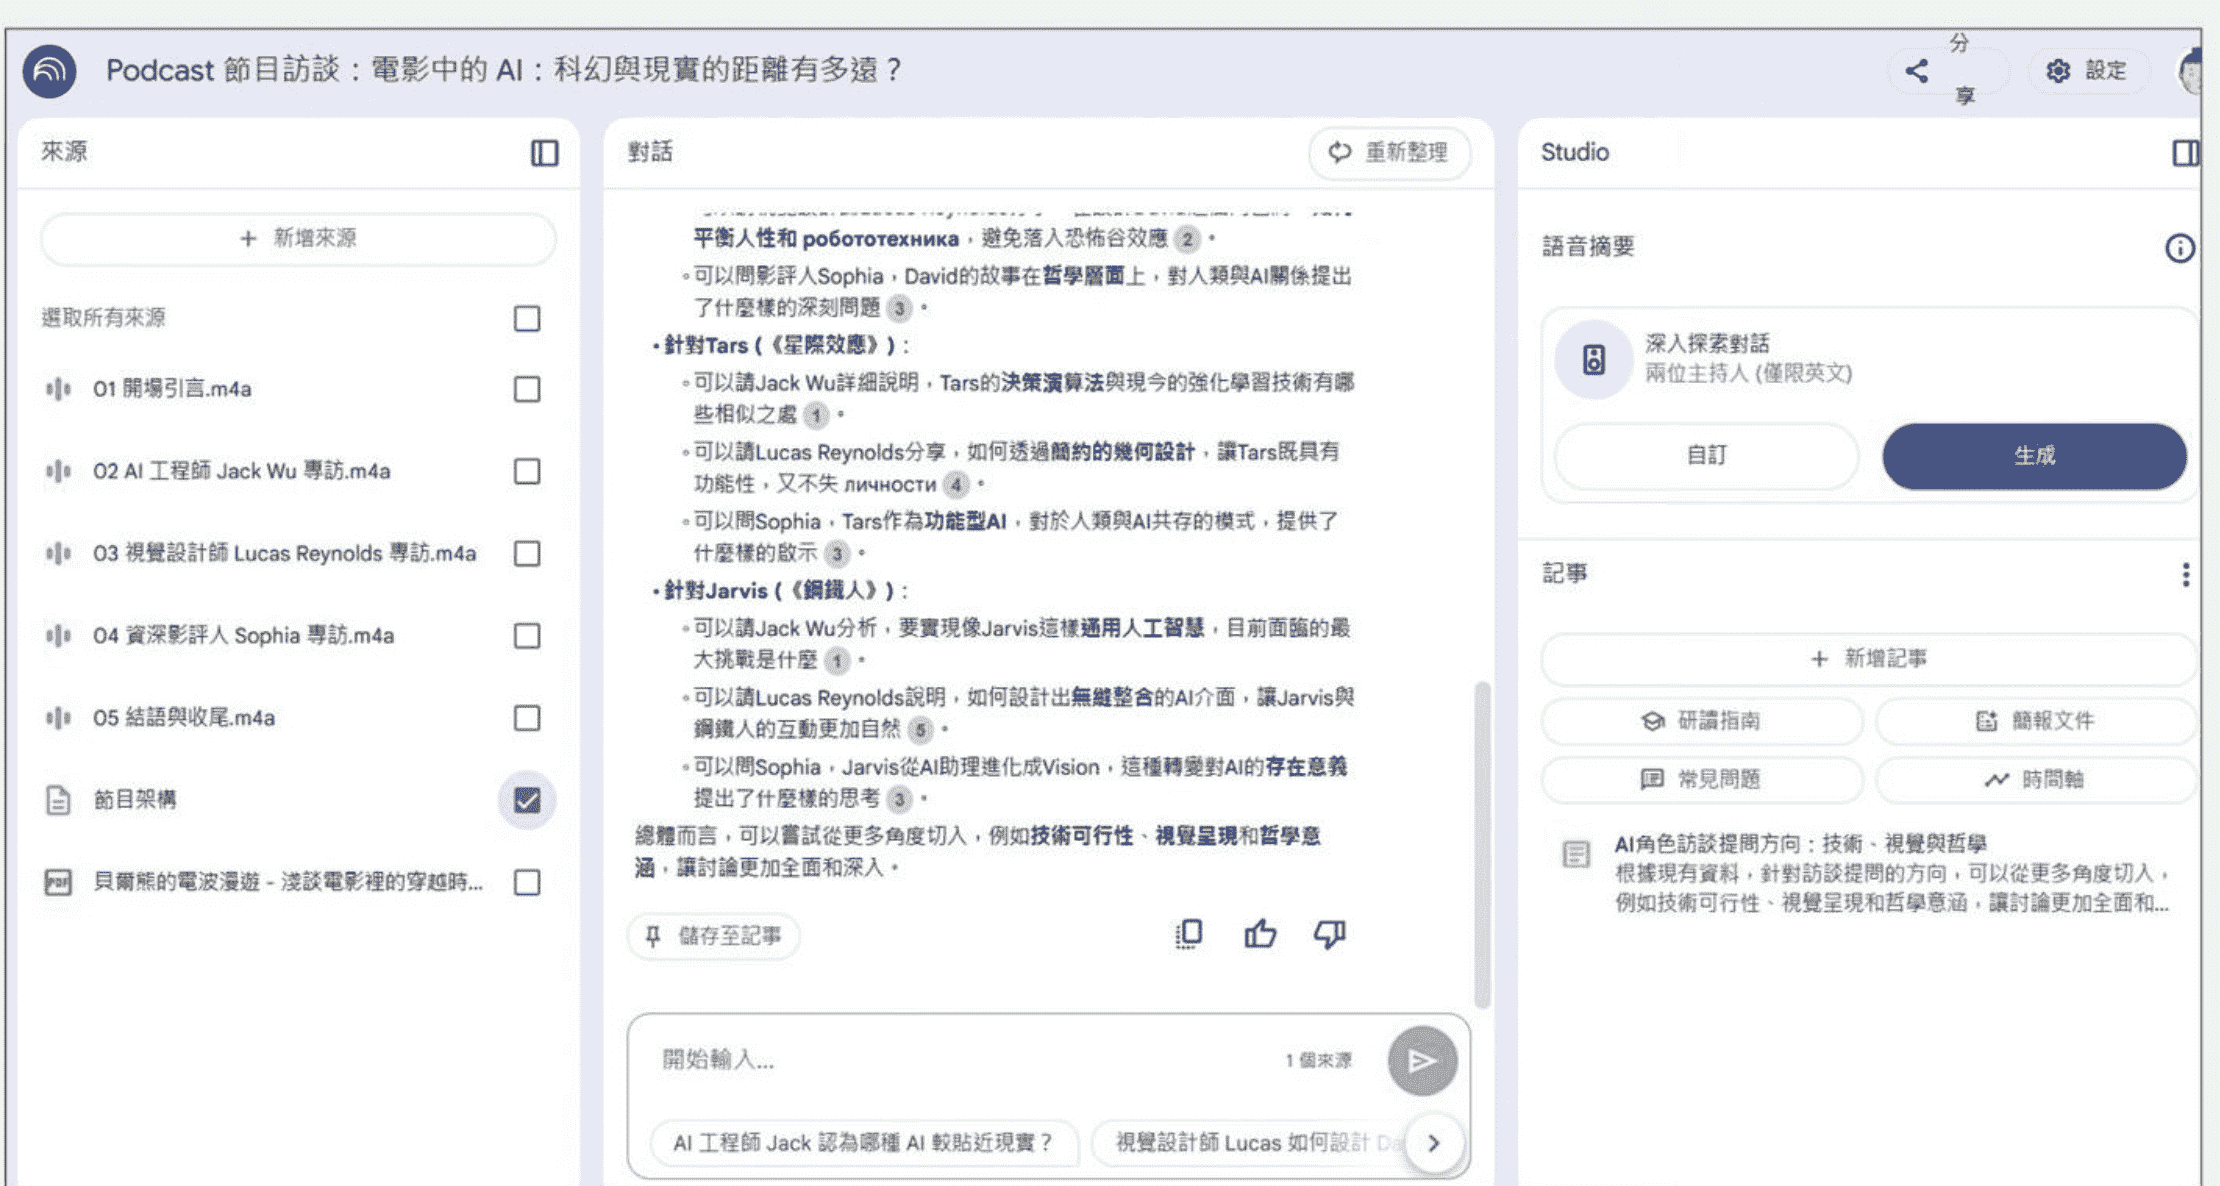 Podcast 節目訪談：電影中的 AI：科幻與現實的距離有多遠？
分享
設定
來源
新增來源
選取所有來源
01 開場引言.m4a
02 AI 工程師 Jack Wu 專訪.m4a
03 視覺設計師 Lucas Reynolds 專訪.m4a
04 資深影評人 Sophia 專訪.m4a
05 結語與收尾.m4a
節目架構
PDF
貝爾熊的電波漫遊 - 淺談電影裡的穿越時...
對話
重新整理
平衡人性和 робототехника，避免落入恐怖谷效應 2。
◦可以問影評人Sophia，David的故事在哲學層面上，對人類與AI關係提出
了什麼樣的深刻問題 3。
• 針對Tars (《星際效應》)：
◦可以請Jack Wu詳細說明，Tars的決策演算法與現今的強化學習技術有哪
些相似之處 1。
◦可以請Lucas Reynolds分享，如何透過簡約的幾何設計，讓Tars既具有
功能性，又不失 личности 4。
◦可以問Sophia，Tars作為功能型AI，對於人類與AI共存的模式，提供了
什麼樣的啟示 3。
• 針對Jarvis (《鋼鐵人》)：
◦可以請Jack Wu分析，要實現像Jarvis這樣通用人工智慧，目前面臨的最
大挑戰是什麼 1。
◦可以請Lucas Reynolds說明，如何設計出無縫整合的AI介面，讓Jarvis與
鋼鐵人的互動更加自然 5。
◦可以問Sophia，Jarvis從AI助理進化成Vision，這種轉變對AI的存在意義
提出了什麼樣的思考 3。
總體而言，可以嘗試從更多角度切入，例如技術可行性、視覺呈現和哲學意
涵，讓討論更加全面和深入。
儲存至記事
開始輸入...
1 個來源
AI 工程師 Jack 認為哪種 AI 較貼近現實？
視覺設計師 Lucas 如何設計
Studio
語音摘要
深入探索對話
兩位主持人 (僅限英文)
自訂
生成
記事
新增記事
研讀指南
簡報文件
常見問題
時間軸
AI角色訪談提問方向：技術、視覺與哲學
根據現有資料，針對訪談提問的方向，可以從更多角度切入，
例如技術可行性、視覺呈現和哲學意涵，讓討論更加全面和...